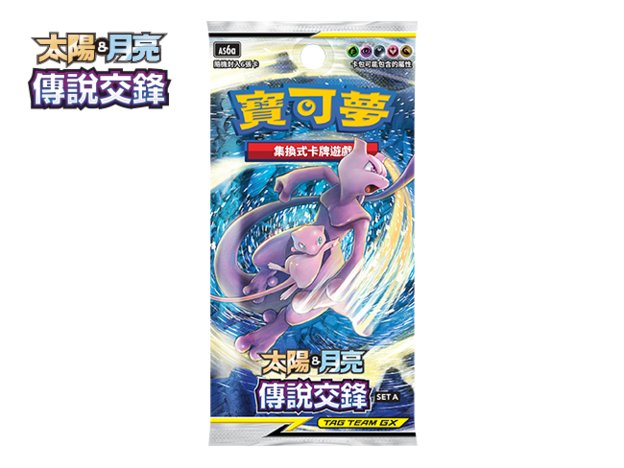 太陽&月亮
傳說交鋒
AS6a
隨機封入6張卡
卡包可能包含的屬性
寶可夢
集換式卡牌遊戲
太陽&月亮
傳說交鋒 SET A
TAG TEAM GX